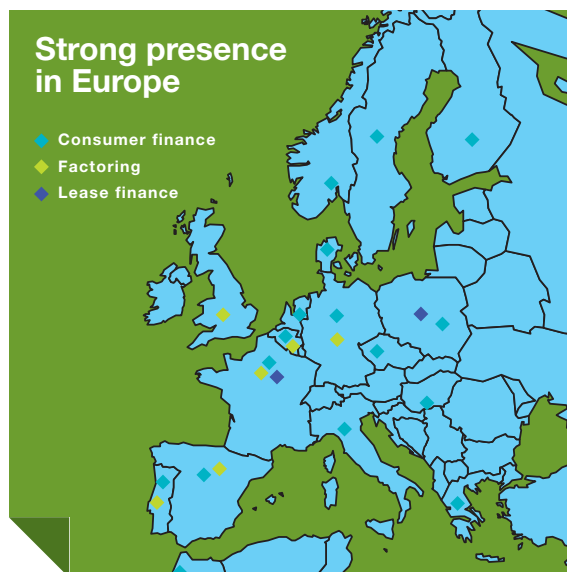 Strong presence
in Europe
Consumer finance
Factoring
Lease finance